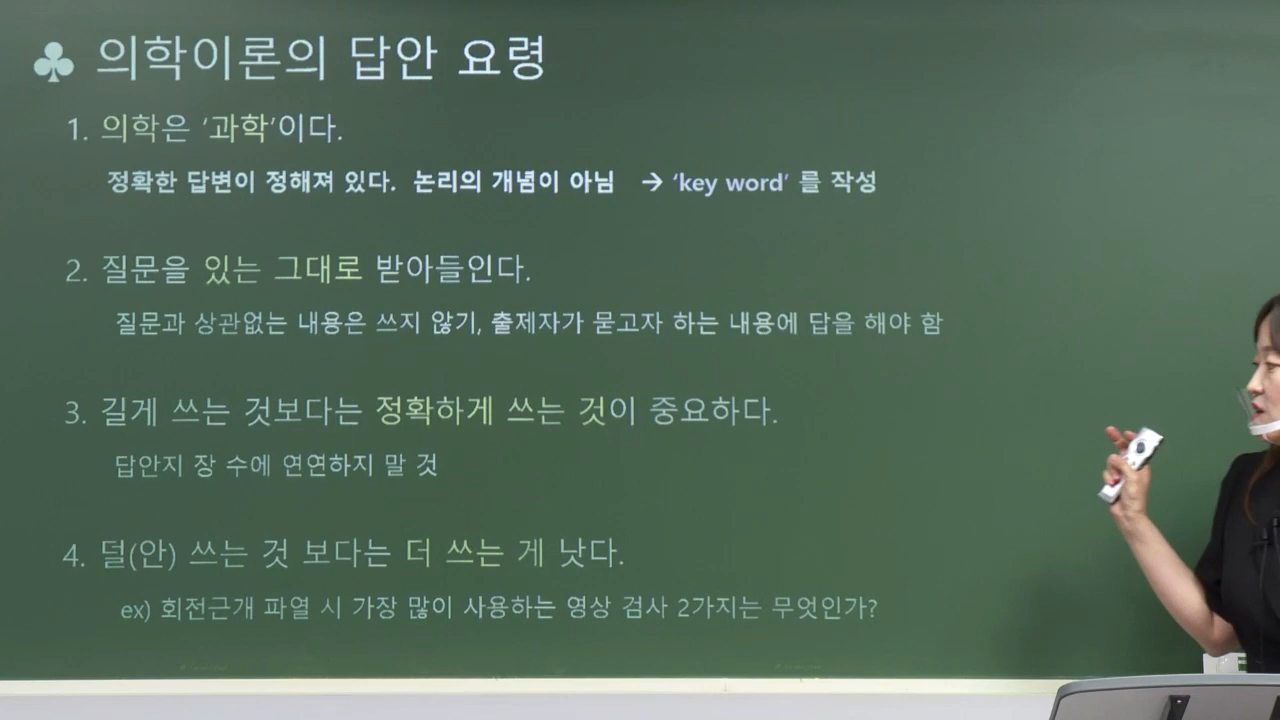 ♣ 의학이론의 답안 요령
1. 의학은 ‘과학’이다.
정확한 답변이 정해져 있다. 논리의 개념이 아님 → ‘key word’ 를 작성
2. 질문을 있는 그대로 받아들인다.
질문과 상관없는 내용은 쓰지 않기, 출제자가 묻고자 하는 내용에 답을 해야 함
3. 길게 쓰는 것보다는 정확하게 쓰는 것이 중요하다.
답안지 장 수에 연연하지 말 것
4. 덜(안) 쓰는 것 보다는 더 쓰는 게 낫다.
ex) 회전근개 파열 시 가장 많이 사용하는 영상 검사 2가지는 무엇인가?